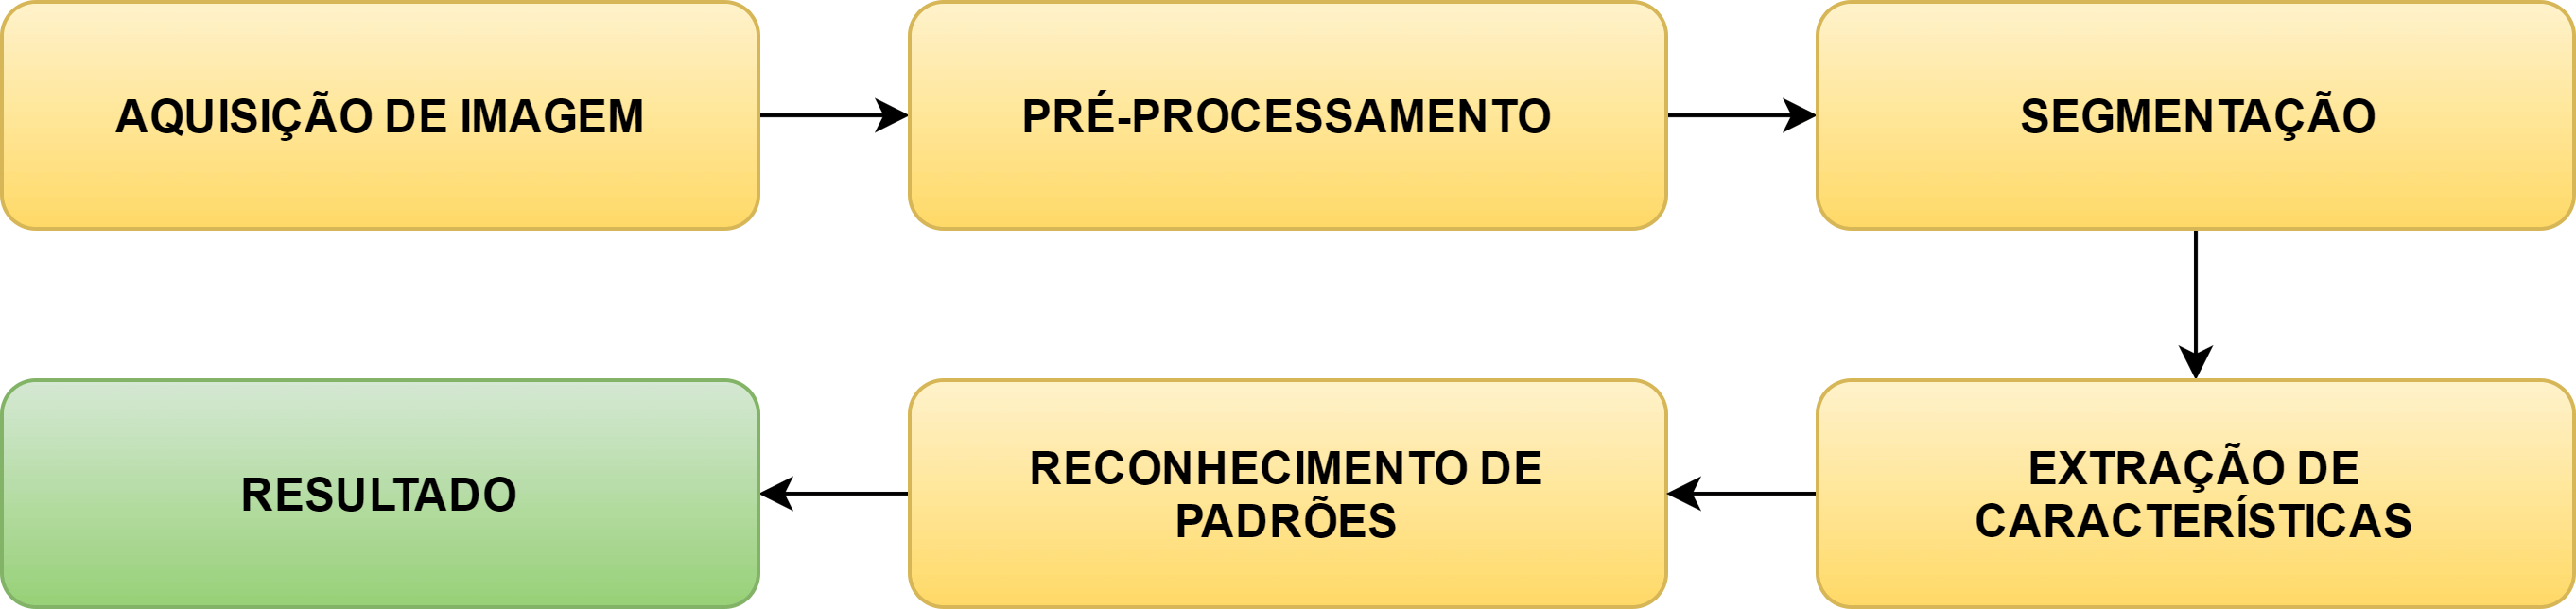 AQUISIÇÃO DE IMAGEM
PRÉ-PROCESSAMENTO
SEGMENTAÇÃO
EXTRAÇÃO DE
CARACTERÍSTICAS
RECONHECIMENTO DE
PADRÕES
RESULTADO